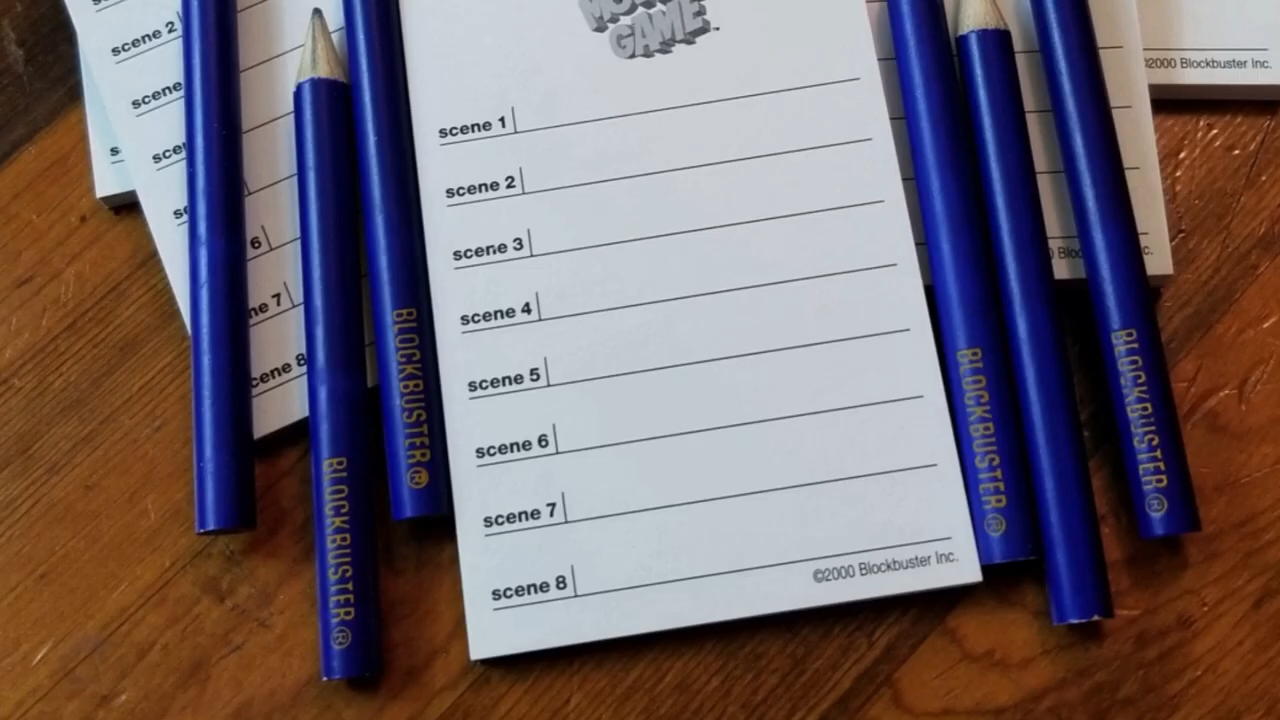 GAME™
scene 1
scene 2
scene 3
scene 4
scene 5
scene 6
scene 7
scene 8
©2000 Blockbuster Inc.
scene 2
scene
6
7
8
©2000 Blockbuster Inc.
BLOCKBUSTER®
BLOCKBUSTER®
BLOCKBUSTER®
BLOCKBUSTER®